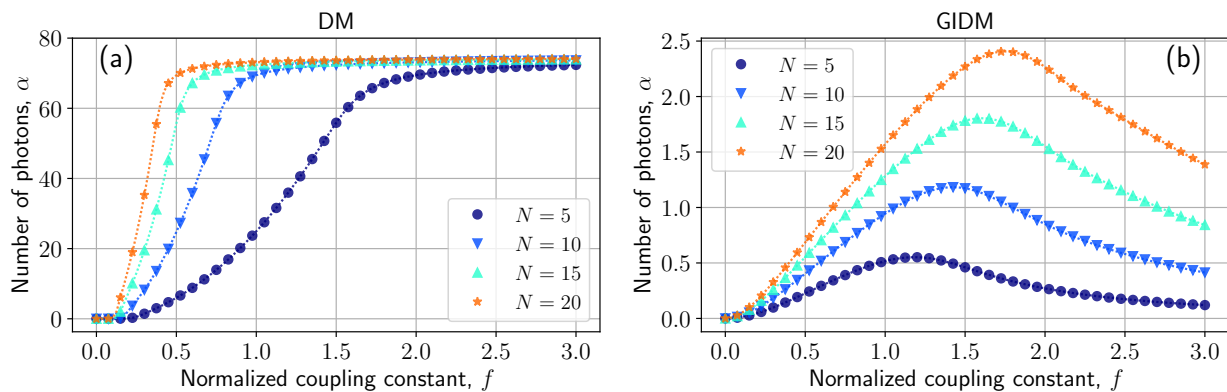 DM
(a)
Number of photons, α
80
60
40
20
0
N = 5
N = 10
N = 15
N = 20
0.0 0.5 1.0 1.5 2.0 2.5 3.0
Normalized coupling constant, f
GIDM
(b)
Number of photons, α
2.5
2.0
1.5
1.0
0.5
0.0
N = 5
N = 10
N = 15
N = 20
0.0 0.5 1.0 1.5 2.0 2.5 3.0
Normalized coupling constant, f